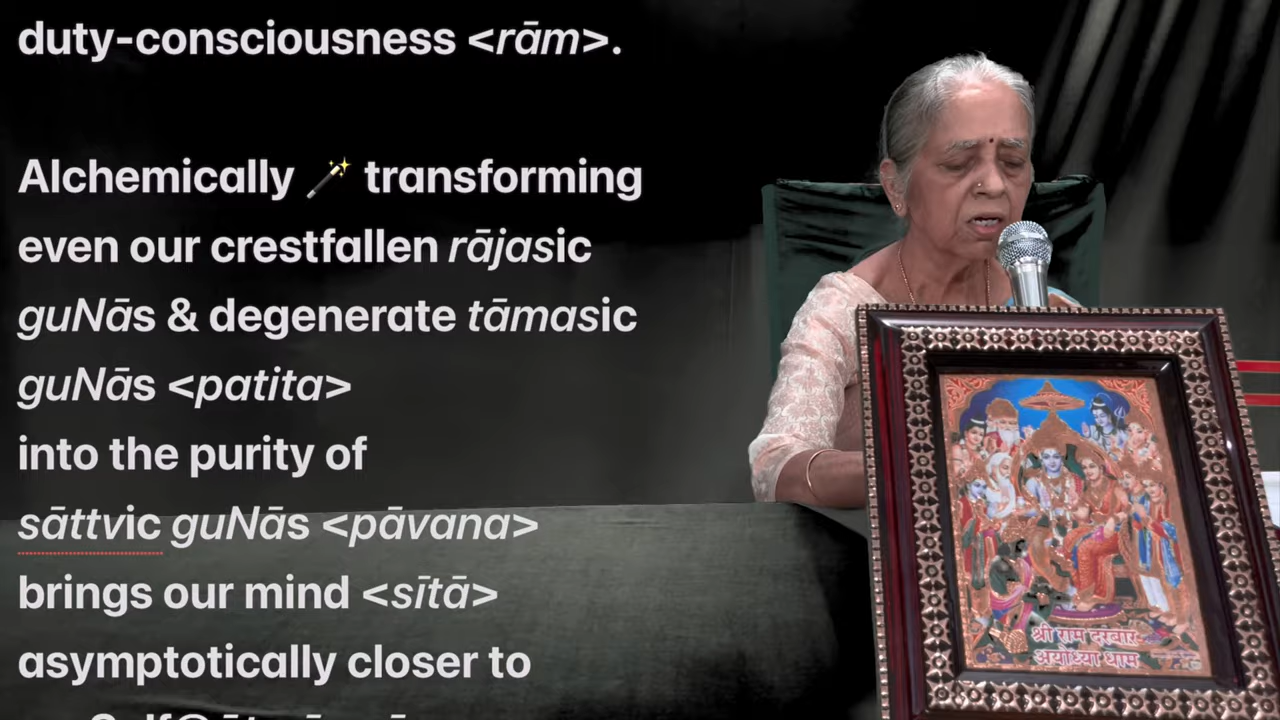 duty-consciousness <rām>.
Alchemically 🪄 transforming
even our crestfallen rājasic
guNās & degenerate tāmasic
guNās <patita>
into the purity of
sāttvic guNās <pāvana>
brings our mind <sītā>
asymptotically closer to
श्री राम दरबार
अयोध्या धाम